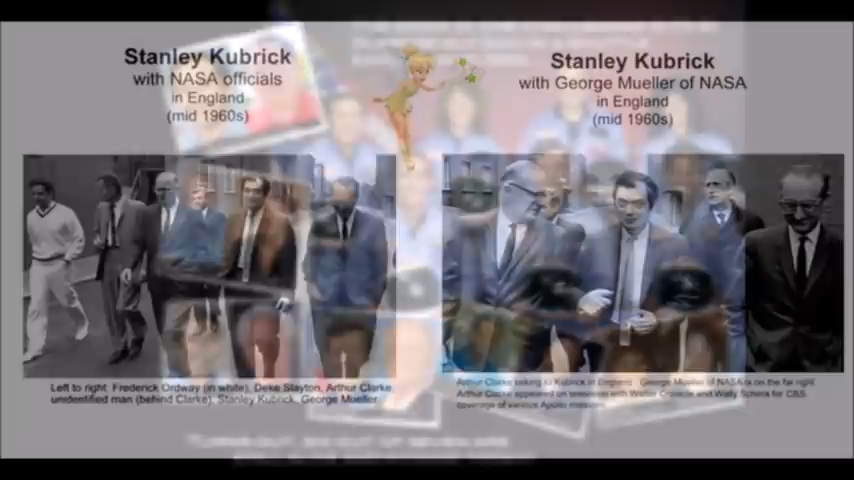 Stanley Kubrick
with NASA officials
in England
(mid 1960s)
Stanley Kubrick
with George Mueller of NASA
in England
(mid 1960s)
Left to right: Frederick Ordway (in white), Deke Slayton, Arthur Clarke,
unidentified man (behind Clarke), Stanley Kubrick, George Mueller
Arthur Clarke talking to Kubrick in England. George Mueller of NASA is on the far right.
Arthur Clarke appeared on television with Walter Cronkite and Wally Schirra for CBS
coverage of various Apollo missions